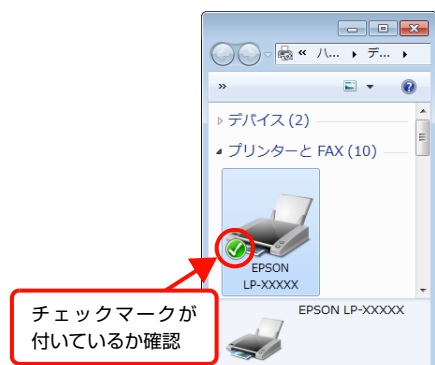 « ハ... ▸ デ... ▸
»
デバイス (2)
プリンターと FAX (10)
EPSON
LP-XXXXX
チェックマークが
付いているか確認
EPSON LP-XXXXX